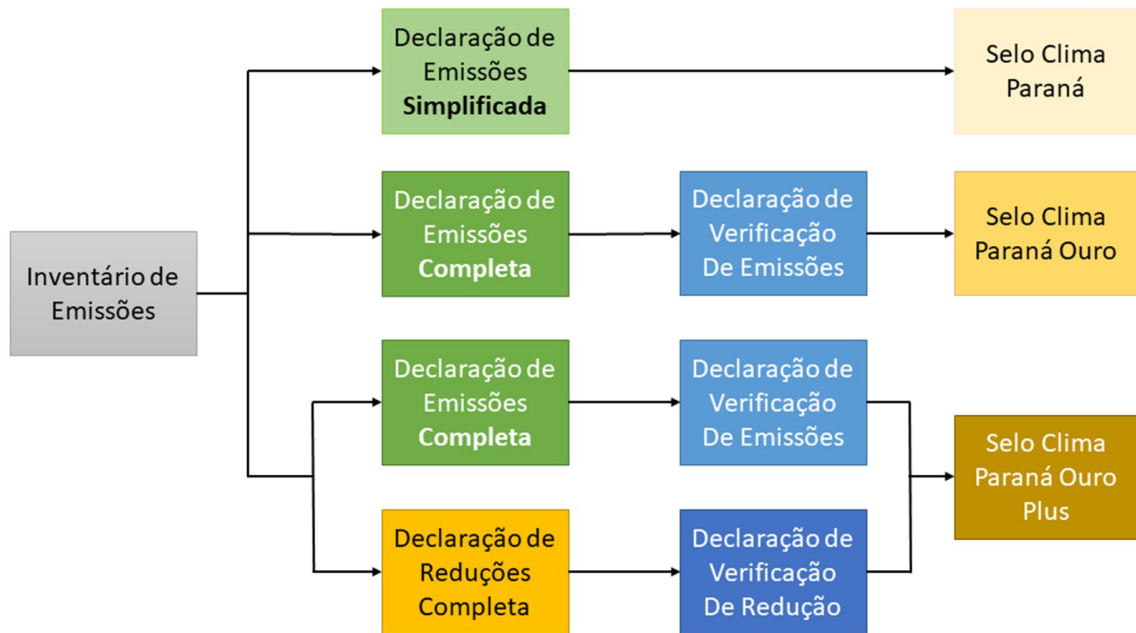 Declaração de
Emissões
Simplificada
Selo Clima
Paraná
Declaração de
Emissões
Completa
Declaração de
Verificação
De Emissões
Selo Clima
Paraná Ouro
Inventário de
Emissões
Declaração de
Emissões
Completa
Declaração de
Verificação
De Emissões
Selo Clima
Paraná Ouro
Plus
Declaração de
Reduções
Completa
Declaração de
Verificação
De Redução